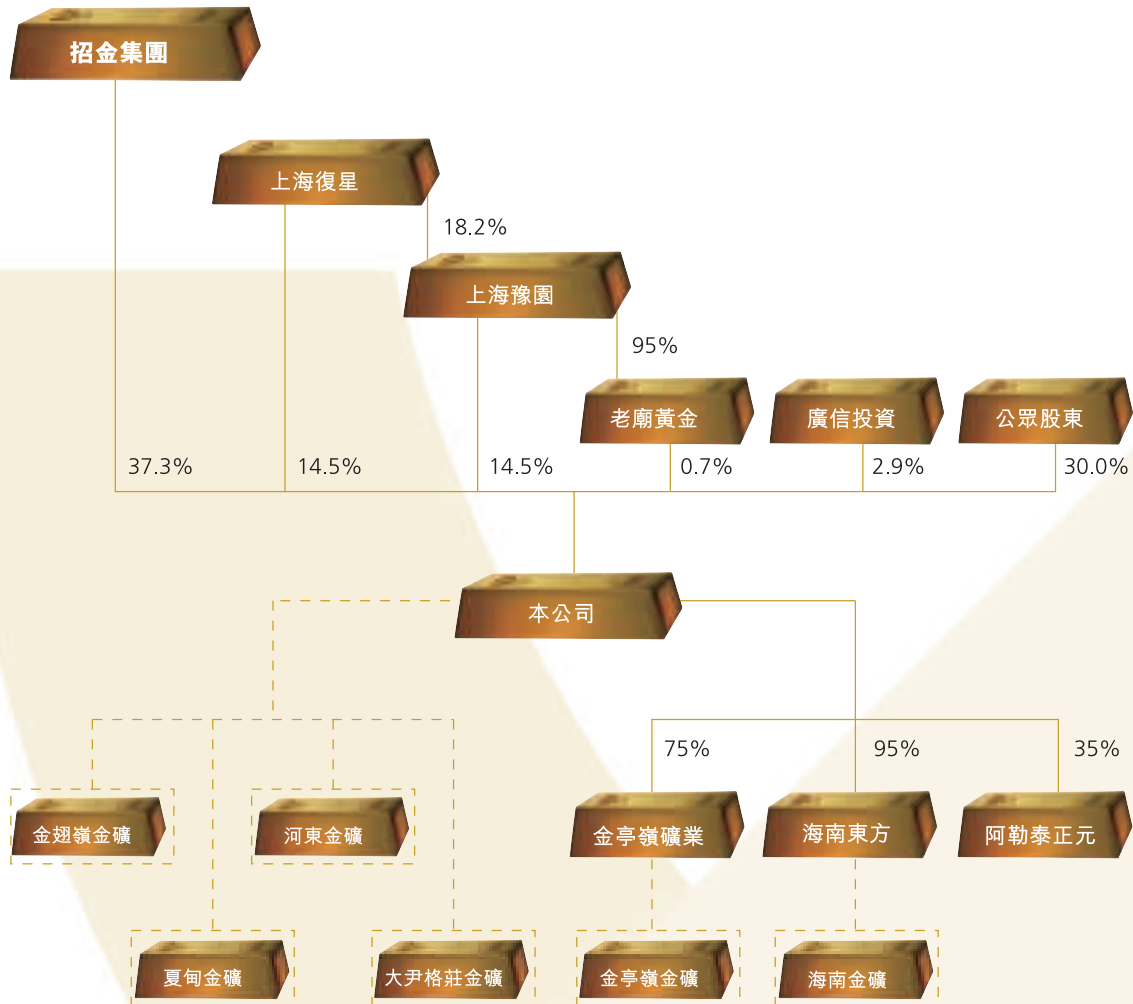 招金集團
上海復星
18.2%
上海豫園
95%
老廟黃金
廣信投資
公眾股東
37.3%
14.5%
14.5%
0.7%
2.9%
30.0%
本公司
75%
95%
35%
金翅嶺金礦
河東金礦
金亭嶺礦業
海南東方
阿勒泰正元
夏甸金礦
大尹格莊金礦
金亭嶺金礦
海南金礦